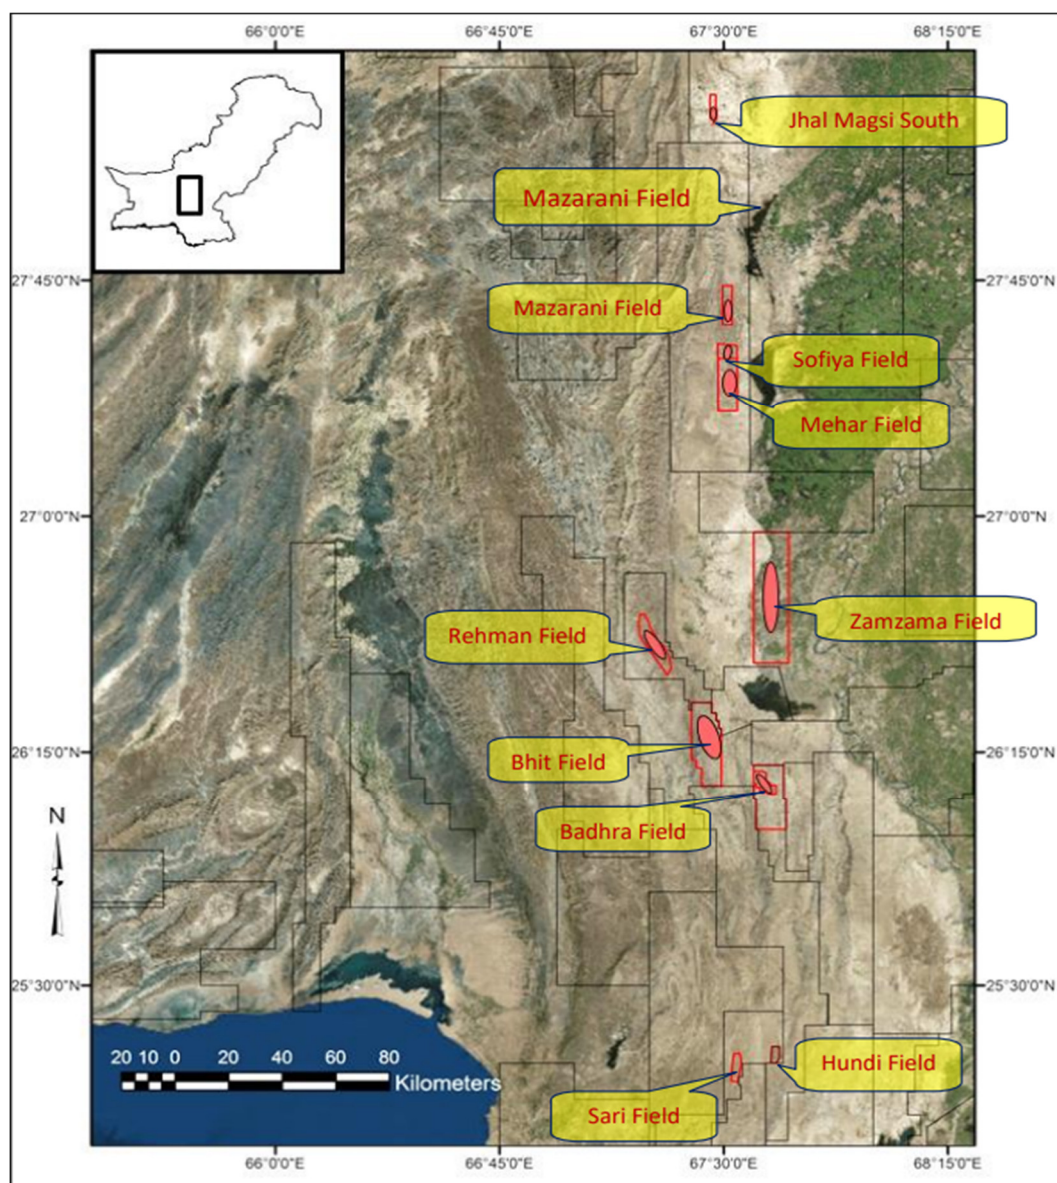 66°0'0"E 66°45'0"E 67°30'0"E 68°15'0"E
Jhal Magsi South
Mazarani Field
27°45'0"N 27°45'0"N
Mazarani Field
Sofiya Field
Mehar Field
27°0'0"N 27°0'0"N
Zamzama Field
Rehman Field
26°15'0"N 26°15'0"N
Bhit Field
Badhra Field
N
25°30'0"N 25°30'0"N
20 10 0 20 40 60 80
Kilometers
Hundi Field
Sari Field
66°0'0"E 66°45'0"E 67°30'0"E 68°15'0"E